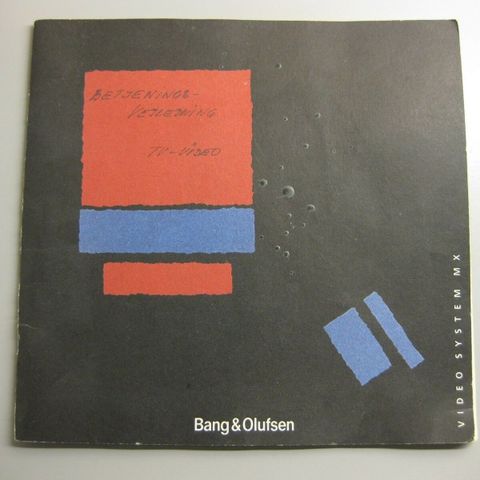 BETJENINGS-
VEJLEDNING
TV-VIDEO
VIDEO SYSTEM MX
Bang & Olufsen